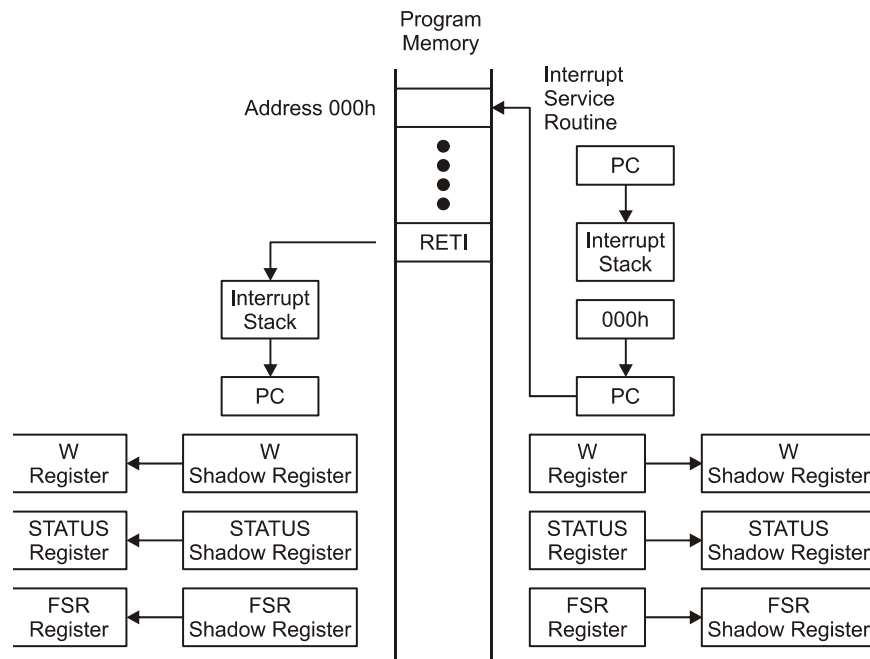 Program
Memory
Address 000h
Interrupt
Service
Routine
PC
Interrupt
Stack
000h
PC
RETI
Interrupt
Stack
PC
W
Register
W
Shadow Register
STATUS
Register
STATUS
Shadow Register
FSR
Register
FSR
Shadow Register
W
Register
W
Shadow Register
STATUS
Register
STATUS
Shadow Register
FSR
Register
FSR
Shadow Register